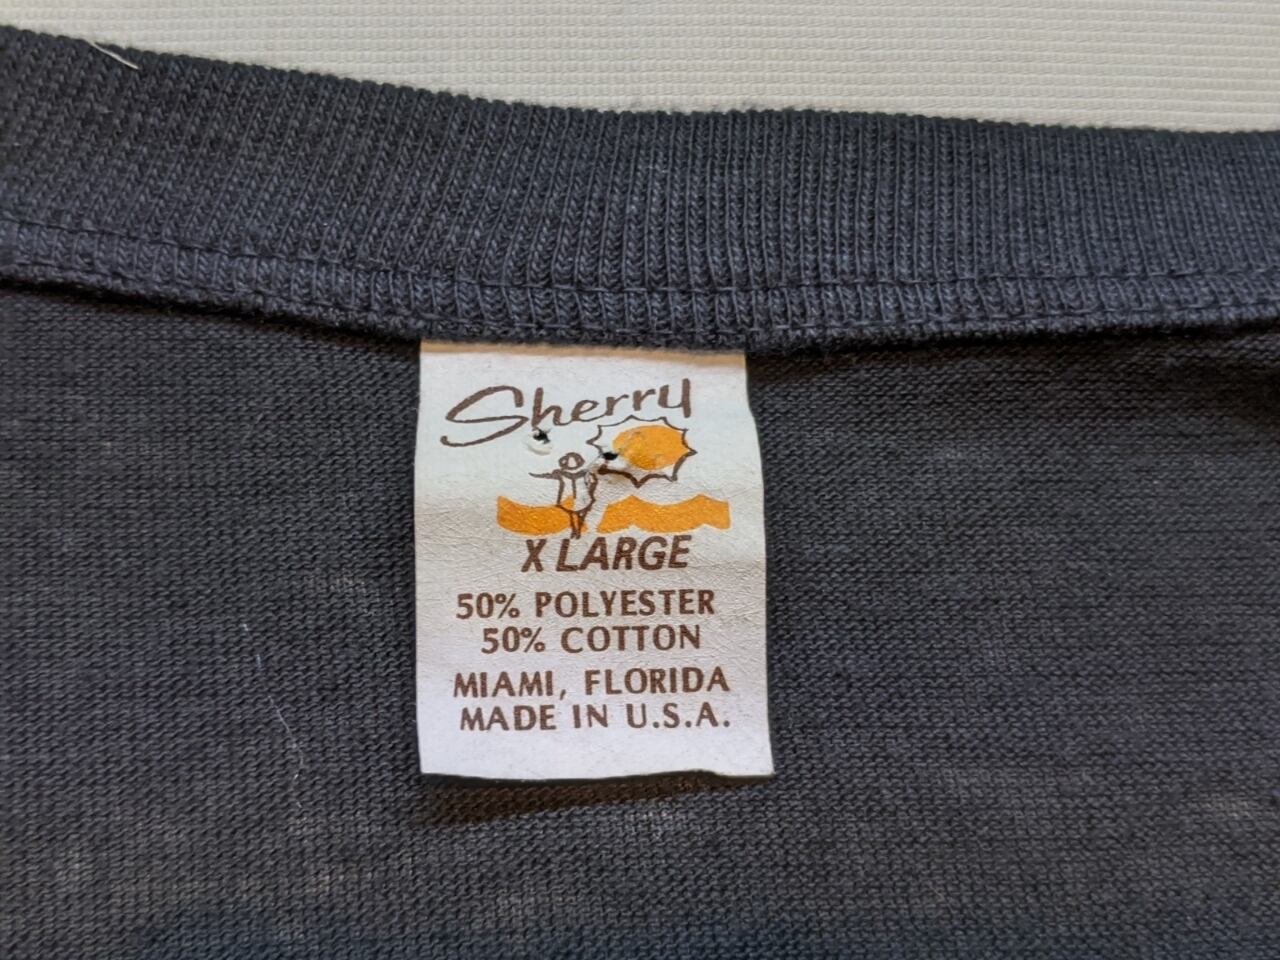 Sherry
X LARGE
50% POLYESTER
50% COTTON
MIAMI, FLORIDA
MADE IN U.S.A.